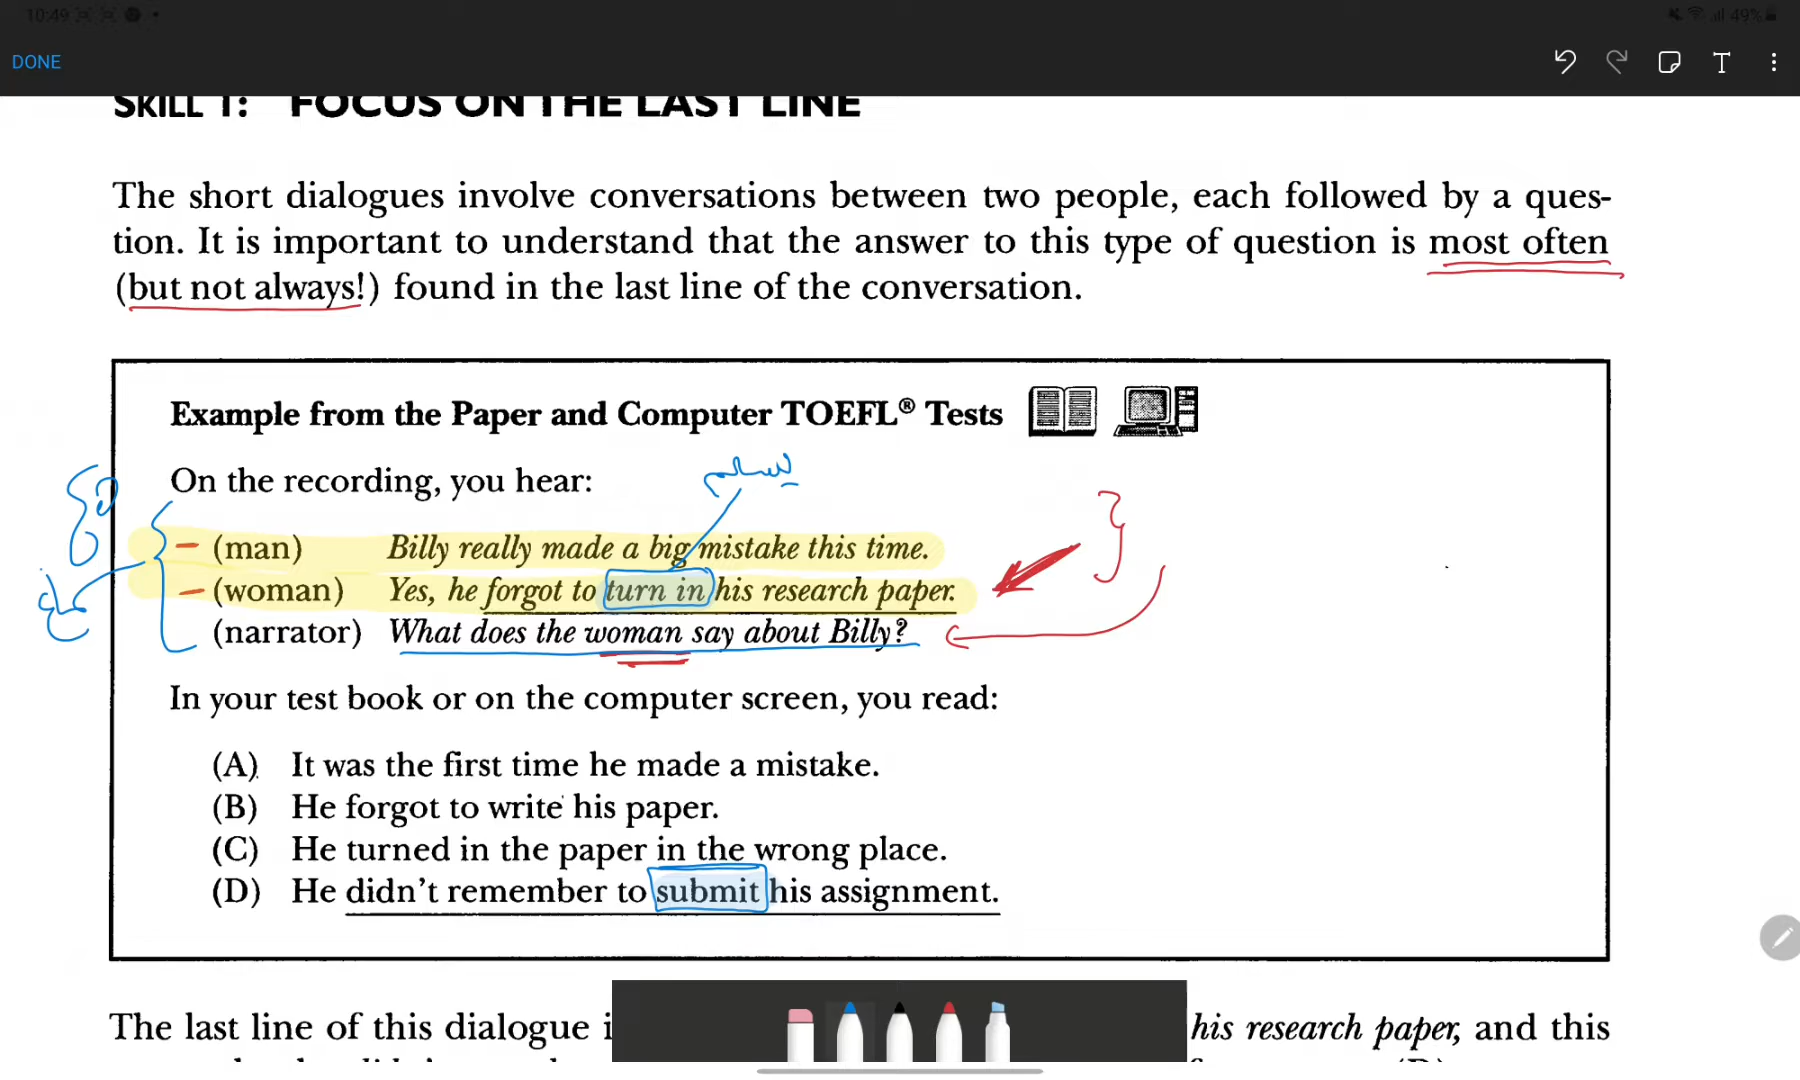 10:49
49%
DONE
T
SKILL 1: FOCUS ON THE LAST LINE
The short dialogues involve conversations between two people, each followed by a ques-
tion. It is important to understand that the answer to this type of question is most often
(but not always!) found in the last line of the conversation.
Example from the Paper and Computer TOEFL® Tests
On the recording, you hear:
(man) Billy really made a big mistake this time.
(woman) Yes, he forgot to turn in his research paper.
(narrator) What does the woman say about Billy?
In your test book or on the computer screen, you read:
(A) It was the first time he made a mistake.
(B) He forgot to write his paper.
(C) He turned in the paper in the wrong place.
(D) He didn't remember to submit his assignment.
The last line of this dialogue his research paper, and this